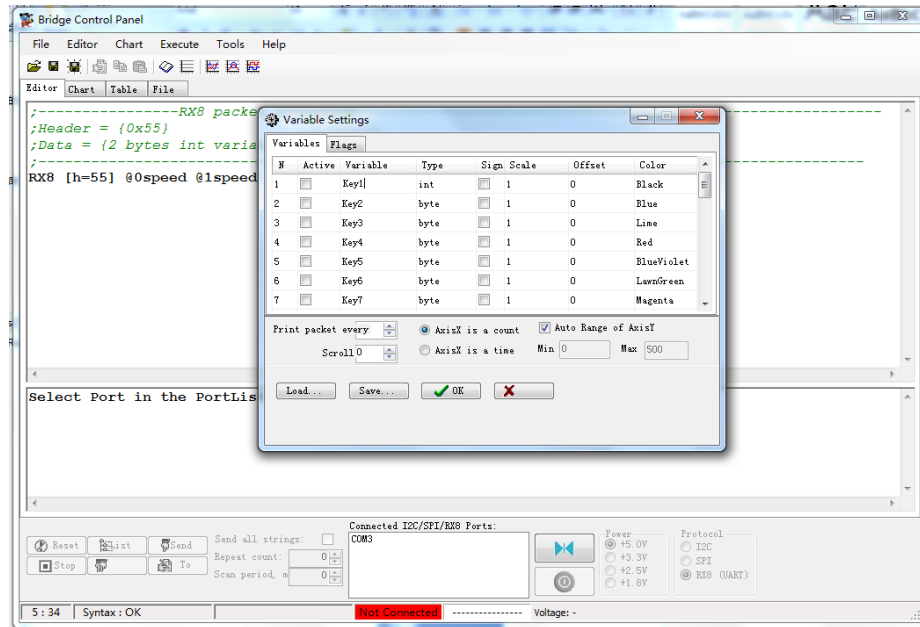 Bridge Control Panel
File Editor Chart Execute Tools Help
Editor Chart Table File
;-----------------RX8 packe
;Header = {0x55}
;Data = {2 bytes int varia
RX8 [h=55] @0speed @1speed
Variable Settings
Variables Flags
N Active Variable Type Sign Scale Offset Color
1 Key1 int 1 0 Black
2 Key2 byte 1 0 Blue
3 Key3 byte 1 0 Lime
4 Key4 byte 1 0 Red
5 Key5 byte 1 0 BlueViolet
6 Key6 byte 1 0 LawnGreen
7 Key7 byte 1 0 Magenta
Print packet every AxisX is a count Auto Range of AxisY
Scroll 0 AxisX is a time Min 0 Max 500
Load... Save... OK
Select Port in the PortLis
Connected I2C/SPI/RX8 Ports:
COM3
Reset List Send Send all strings:
Stop To Repeat count: 0
Scan period, m 0
Power
+5.0V
+3.3V
+2.5V
+1.8V
Protocol
I2C
SPI
RX8 (UART)
5 : 34 Syntax : OK Not Connected ---------------- Voltage: -